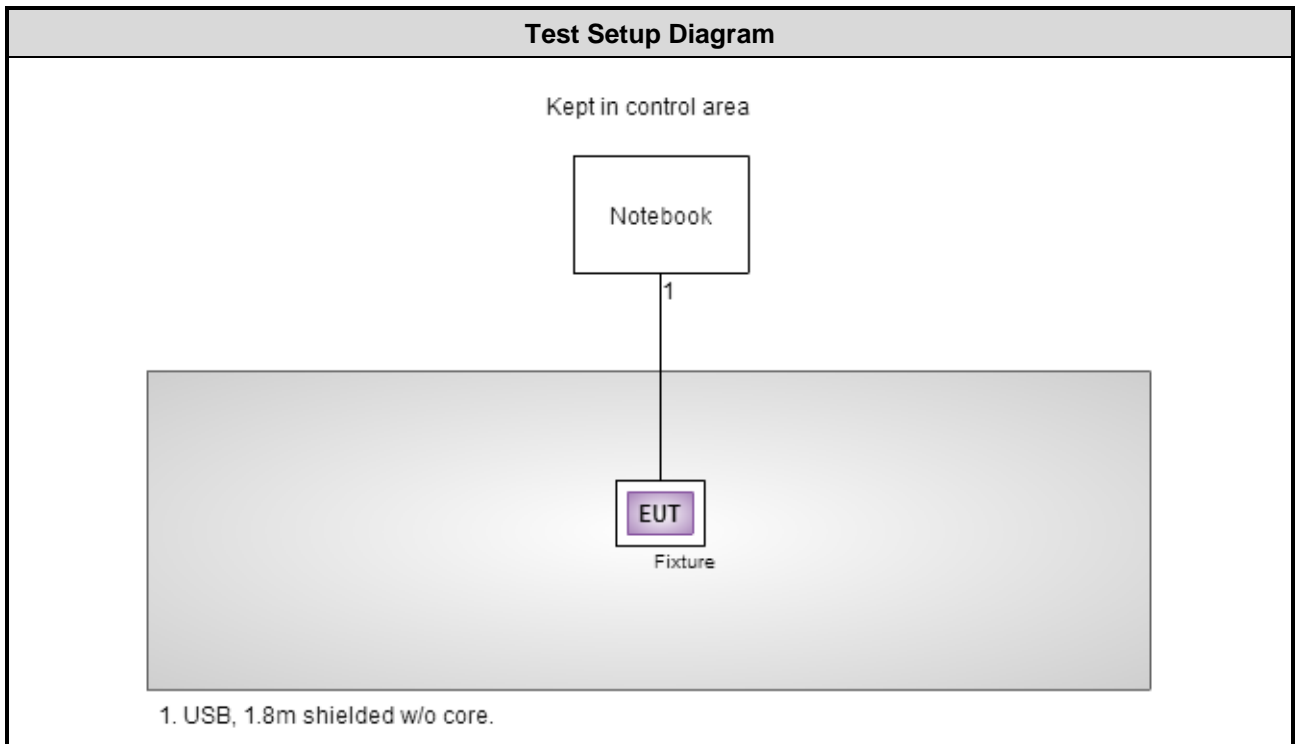 Test Setup Diagram
Kept in control area
Notebook
1
EUT
Fixture
1. USB, 1.8m shielded w/o core.